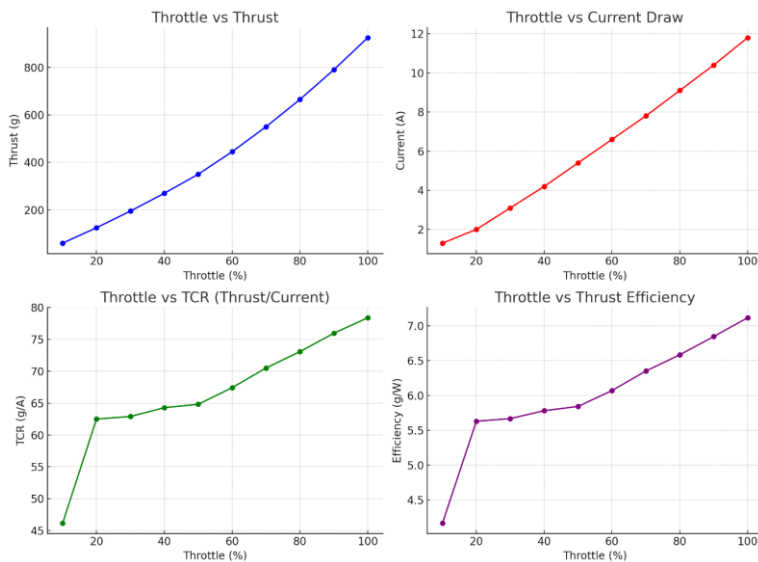 Throttle vs Thrust
Thrust (g)
800
600
400
200
20 40 60 80 100
Throttle (%)
Throttle vs Current Draw
Current (A)
12
10
8
6
4
2
20 40 60 80 100
Throttle (%)
Throttle vs TCR (Thrust/Current)
TCR (g/A)
80
75
70
65
60
55
50
45
20 40 60 80 100
Throttle (%)
Throttle vs Thrust Efficiency
Efficiency (g/W)
7.0
6.5
6.0
5.5
5.0
4.5
20 40 60 80 100
Throttle (%)